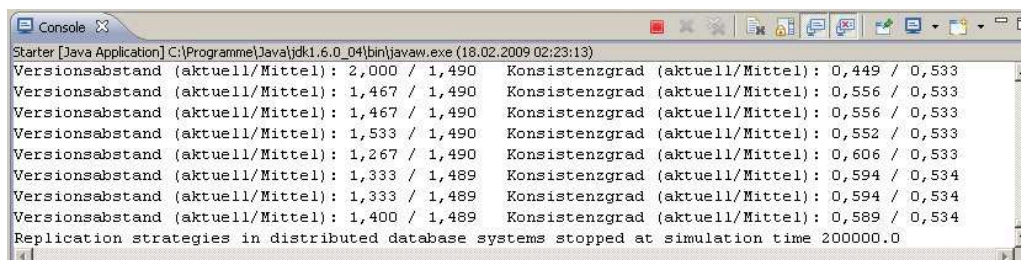 Console
Starter [Java Application] C:\Programme\Java\jdk1.6.0_04\bin\javaw.exe (18.02.2009 02:23:13)
Versionsabstand (aktuell/Mittel): 2,000 / 1,490 Konsistenzgrad (aktuell/Mittel): 0,449 / 0,533
Versionsabstand (aktuell/Mittel): 1,467 / 1,490 Konsistenzgrad (aktuell/Mittel): 0,556 / 0,533
Versionsabstand (aktuell/Mittel): 1,467 / 1,490 Konsistenzgrad (aktuell/Mittel): 0,556 / 0,533
Versionsabstand (aktuell/Mittel): 1,533 / 1,490 Konsistenzgrad (aktuell/Mittel): 0,552 / 0,533
Versionsabstand (aktuell/Mittel): 1,267 / 1,490 Konsistenzgrad (aktuell/Mittel): 0,606 / 0,533
Versionsabstand (aktuell/Mittel): 1,333 / 1,489 Konsistenzgrad (aktuell/Mittel): 0,594 / 0,534
Versionsabstand (aktuell/Mittel): 1,333 / 1,489 Konsistenzgrad (aktuell/Mittel): 0,594 / 0,534
Versionsabstand (aktuell/Mittel): 1,400 / 1,489 Konsistenzgrad (aktuell/Mittel): 0,589 / 0,534
Replication strategies in distributed database systems stopped at simulation time 200000.0